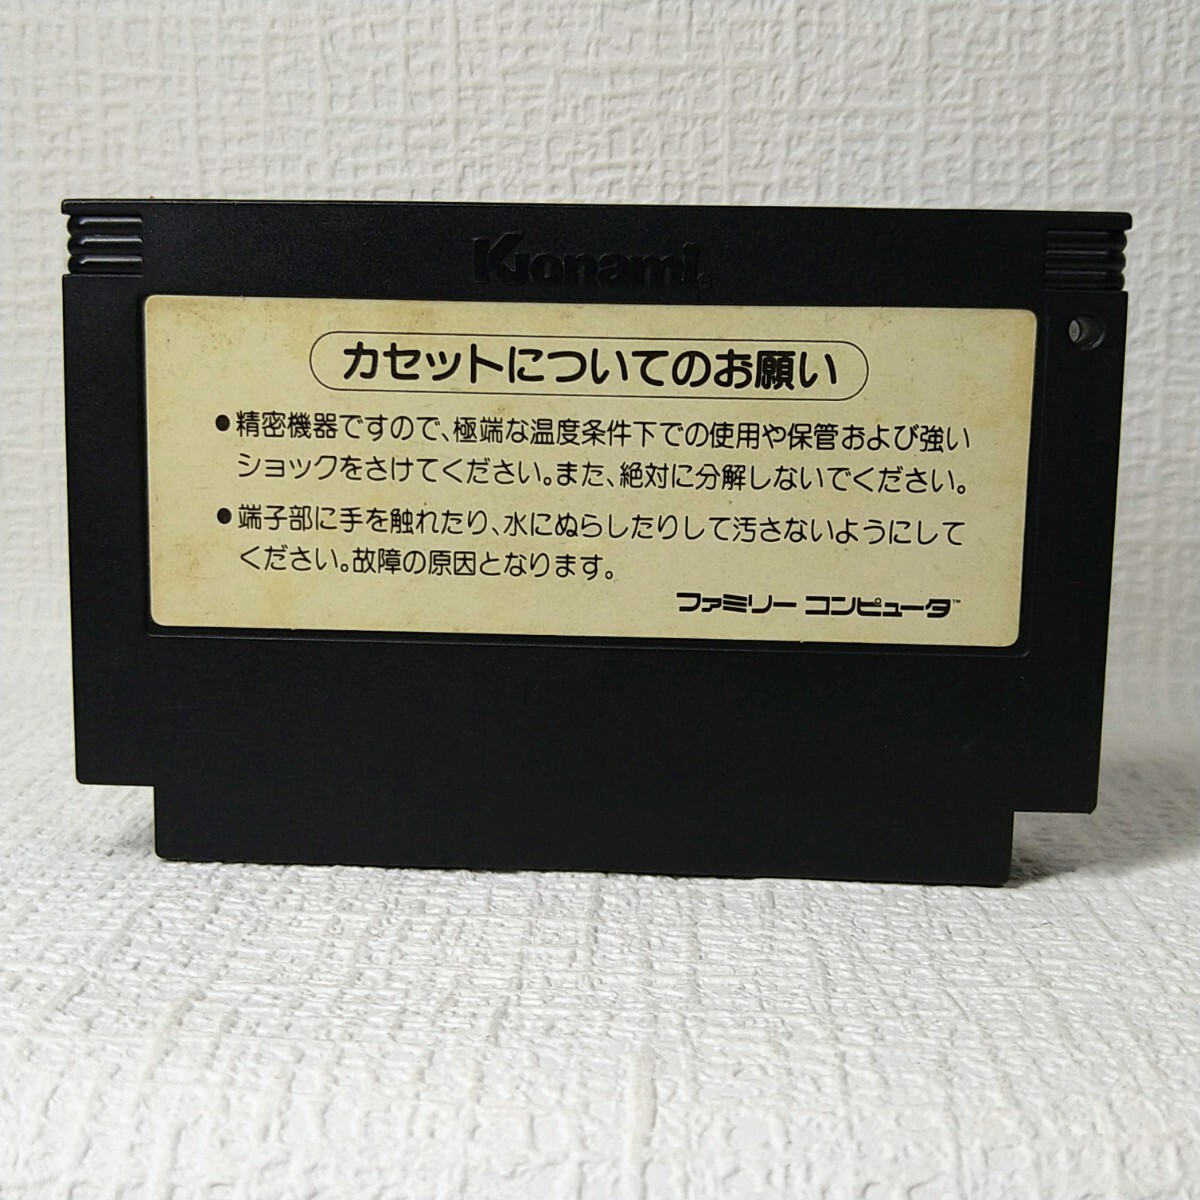 Konami®
カセットについてのお願い
●精密機器ですので、極端な温度条件下での使用や保管および強い
ショックをさけてください。また、絶対に分解しないでください。
●端子部に手を触れたり、水にぬらしたりして汚さないようにして
ください。故障の原因となります。
ファミリー コンピュータ™